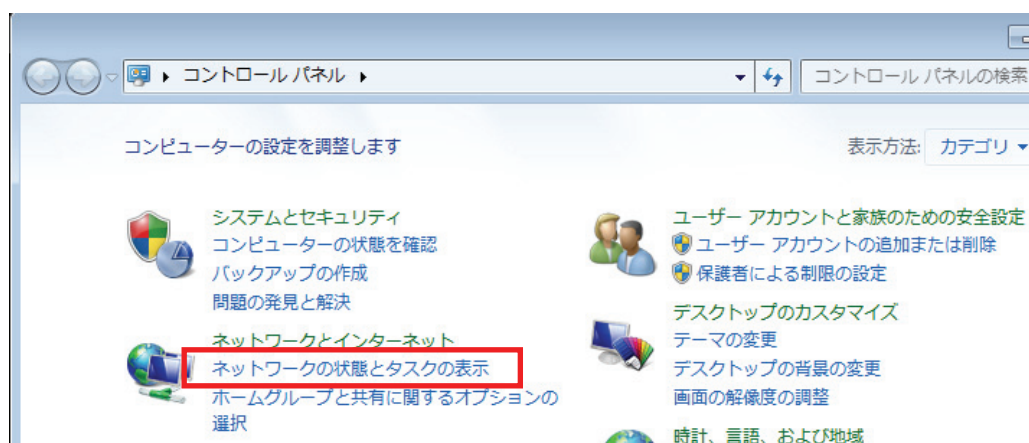 コントロール パネル
コントロール パネルの検索
コンピューターの設定を調整します
表示方法: カテゴリ
システムとセキュリティ
コンピューターの状態を確認
バックアップの作成
問題の発見と解決
ネットワークとインターネット
ネットワークの状態とタスクの表示
ホームグループと共有に関するオプションの
選択
ユーザー アカウントと家族のための安全設定
ユーザー アカウントの追加または削除
保護者による制限の設定
デスクトップのカスタマイズ
テーマの変更
デスクトップの背景の変更
画面の解像度の調整
時計、言語、および地域